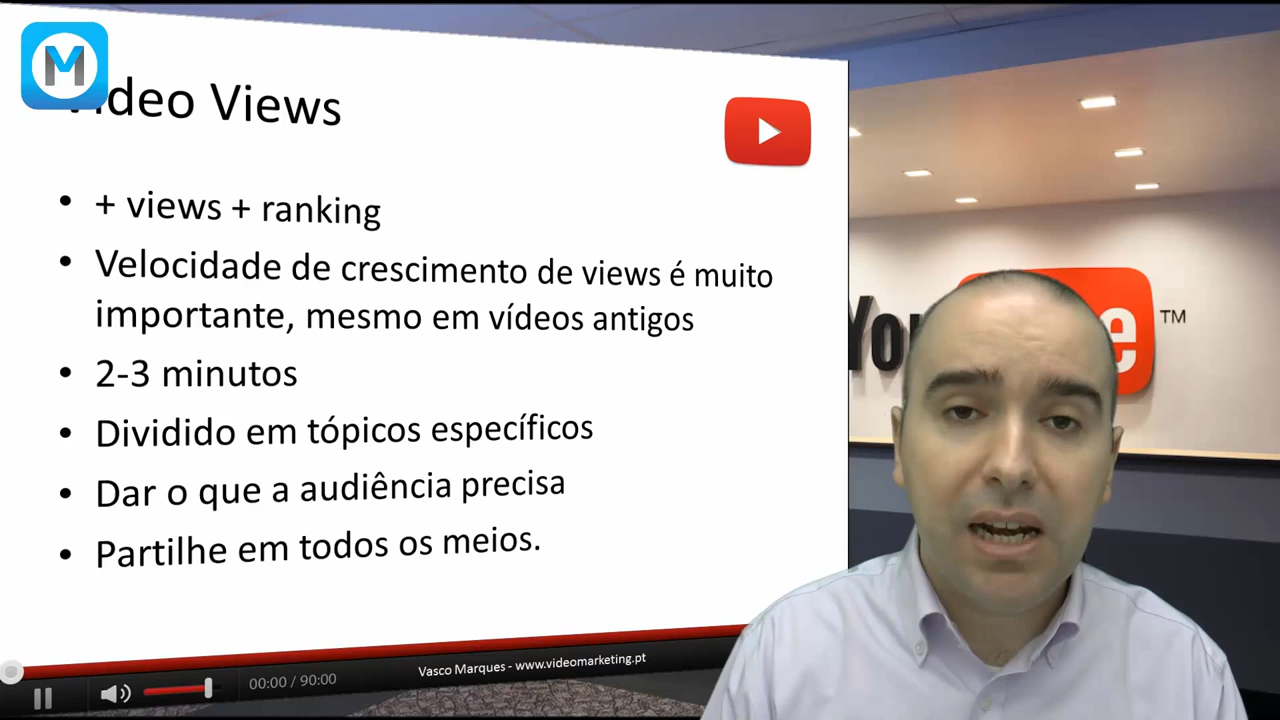 M
Video Views
• + views + ranking
• Velocidade de crescimento de views é muito
importante, mesmo em vídeos antigos
• 2-3 minutos
• Dividido em tópicos específicos
• Dar o que a audiência precisa
• Partilhe em todos os meios.
You e TM
Vasco Marques - www.videomarketing.pt
00:00 / 90:00